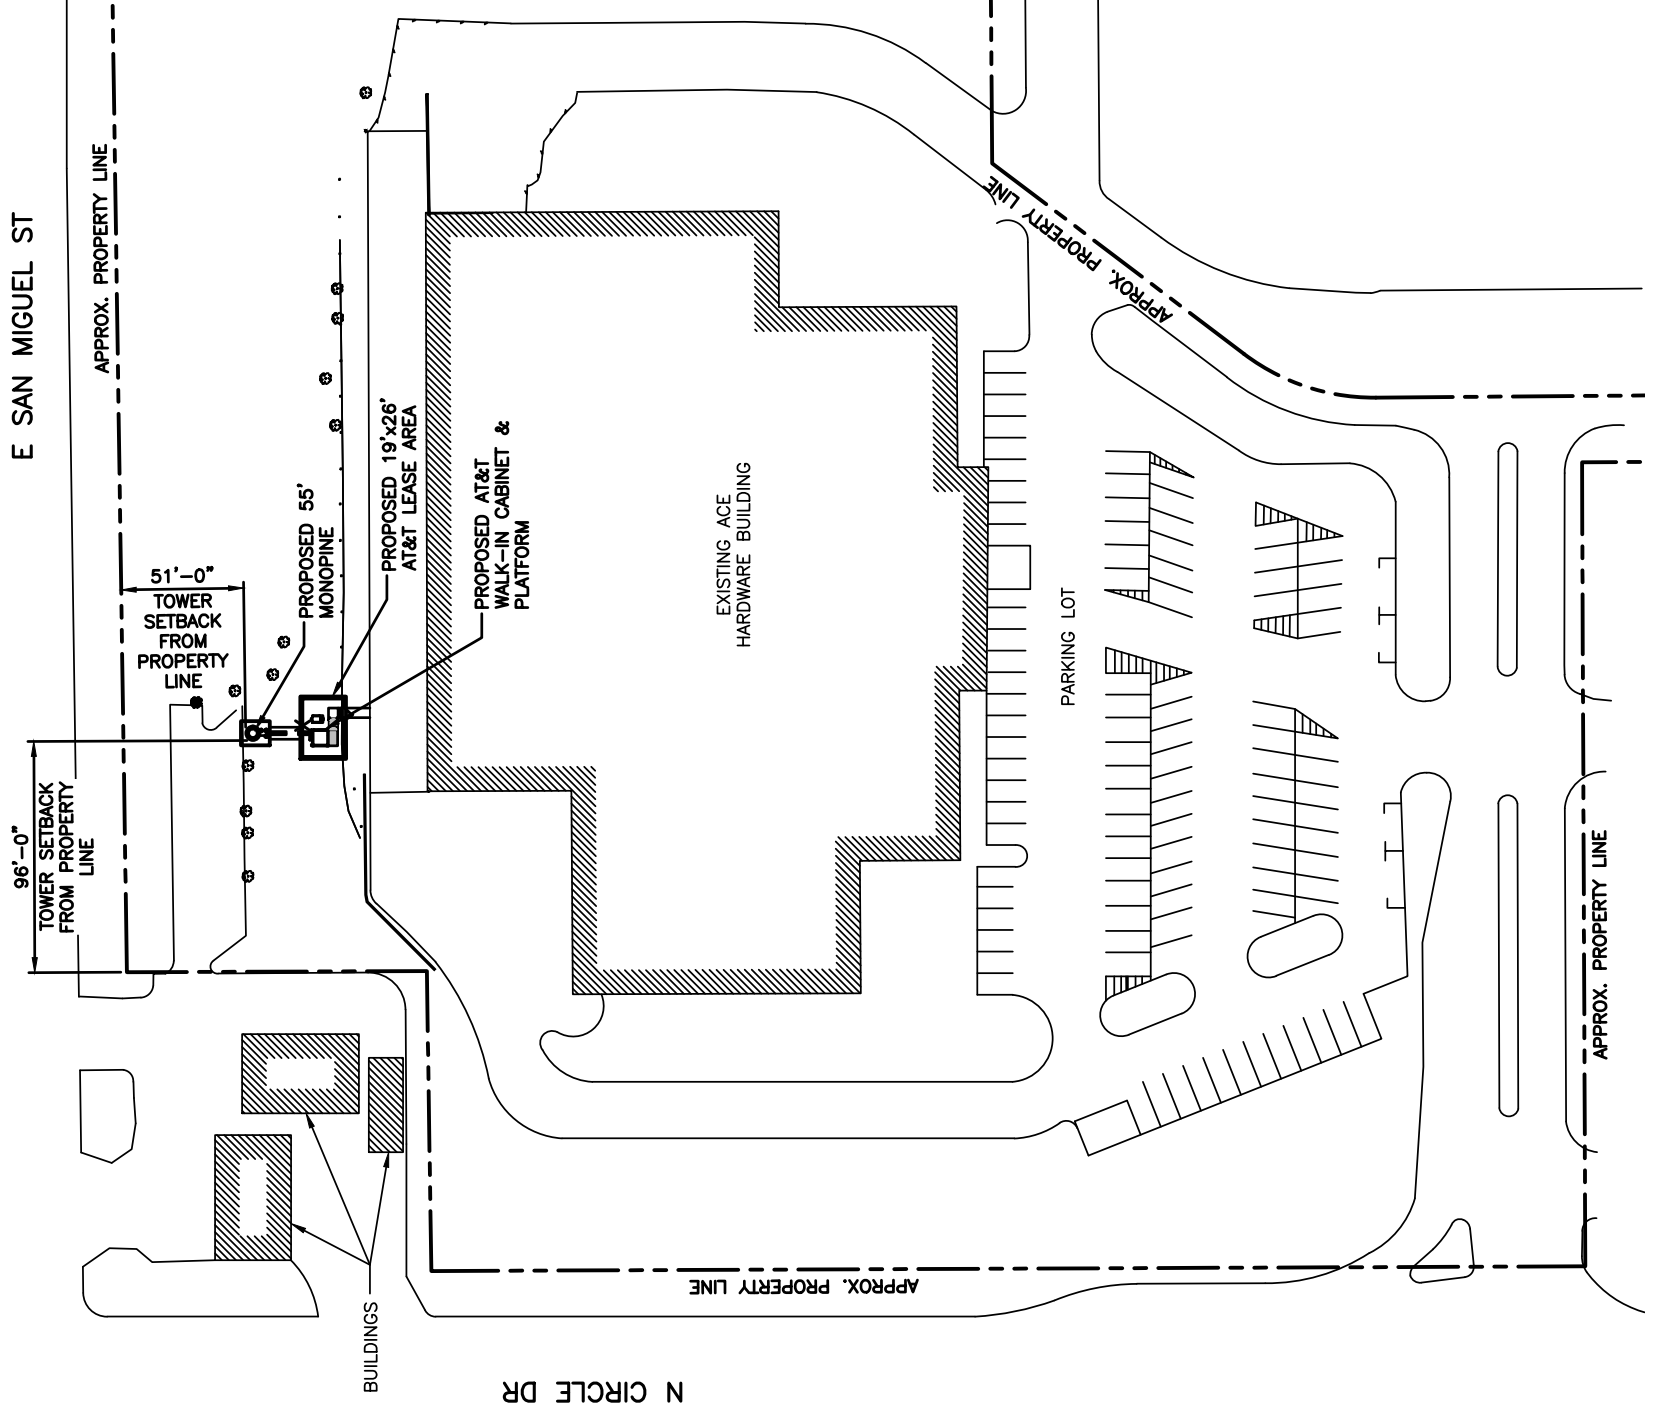 E SAN MIGUEL ST
APPROX. PROPERTY LINE
51'-0"
TOWER
SETBACK
FROM
PROPERTY
LINE
96'-0"
TOWER SETBACK
FROM PROPERTY
LINE
PROPOSED 55'
MONOPINE
PROPOSED 19'x26'
AT&T LEASE AREA
PROPOSED AT&T
WALK-IN CABINET &
PLATFORM
EXISTING ACE
HARDWARE BUILDING
PARKING LOT
APPROX. PROPERTY LINE
APPROX. PROPERTY LINE
APPROX. PROPERTY LINE
BUILDINGS
N CIRCLE DR